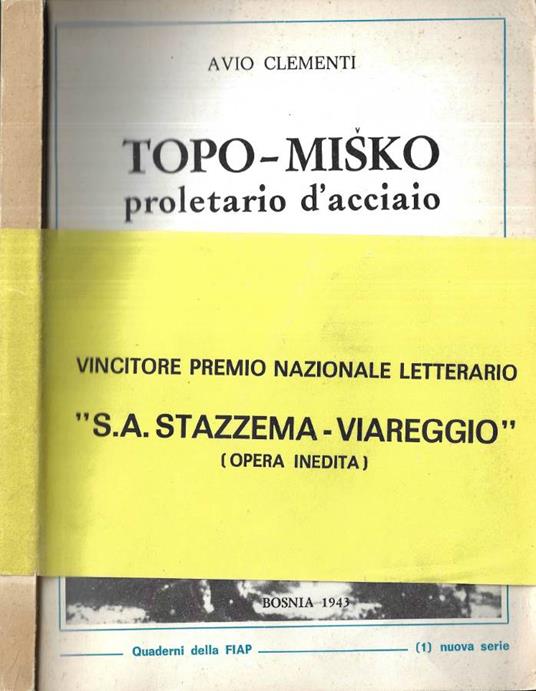 AVIO CLEMENTI
TOPO-MIŠKO
proletario d'acciaio
VINCITORE PREMIO NAZIONALE LETTERARIO
"S.A. STAZZEMA-VIAREGGIO"
(OPERA INEDITA)
BOSNIA 1943
Quaderni della FIAP (1) nuova serie